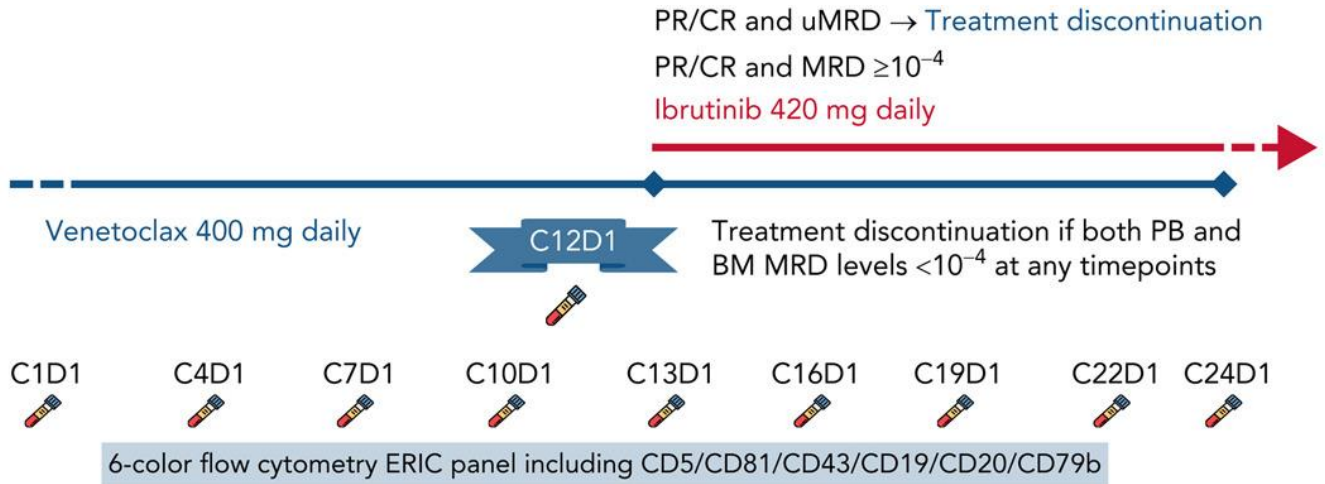 PR/CR and uMRD → Treatment discontinuation
PR/CR and MRD ≥10⁻⁴
Ibrutinib 420 mg daily
Venetoclax 400 mg daily
C12D1
Treatment discontinuation if both PB and
BM MRD levels <10⁻⁴ at any timepoints
C1D1 C4D1 C7D1 C10D1 C13D1 C16D1 C19D1 C22D1 C24D1
6-color flow cytometry ERIC panel including CD5/CD81/CD43/CD19/CD20/CD79b